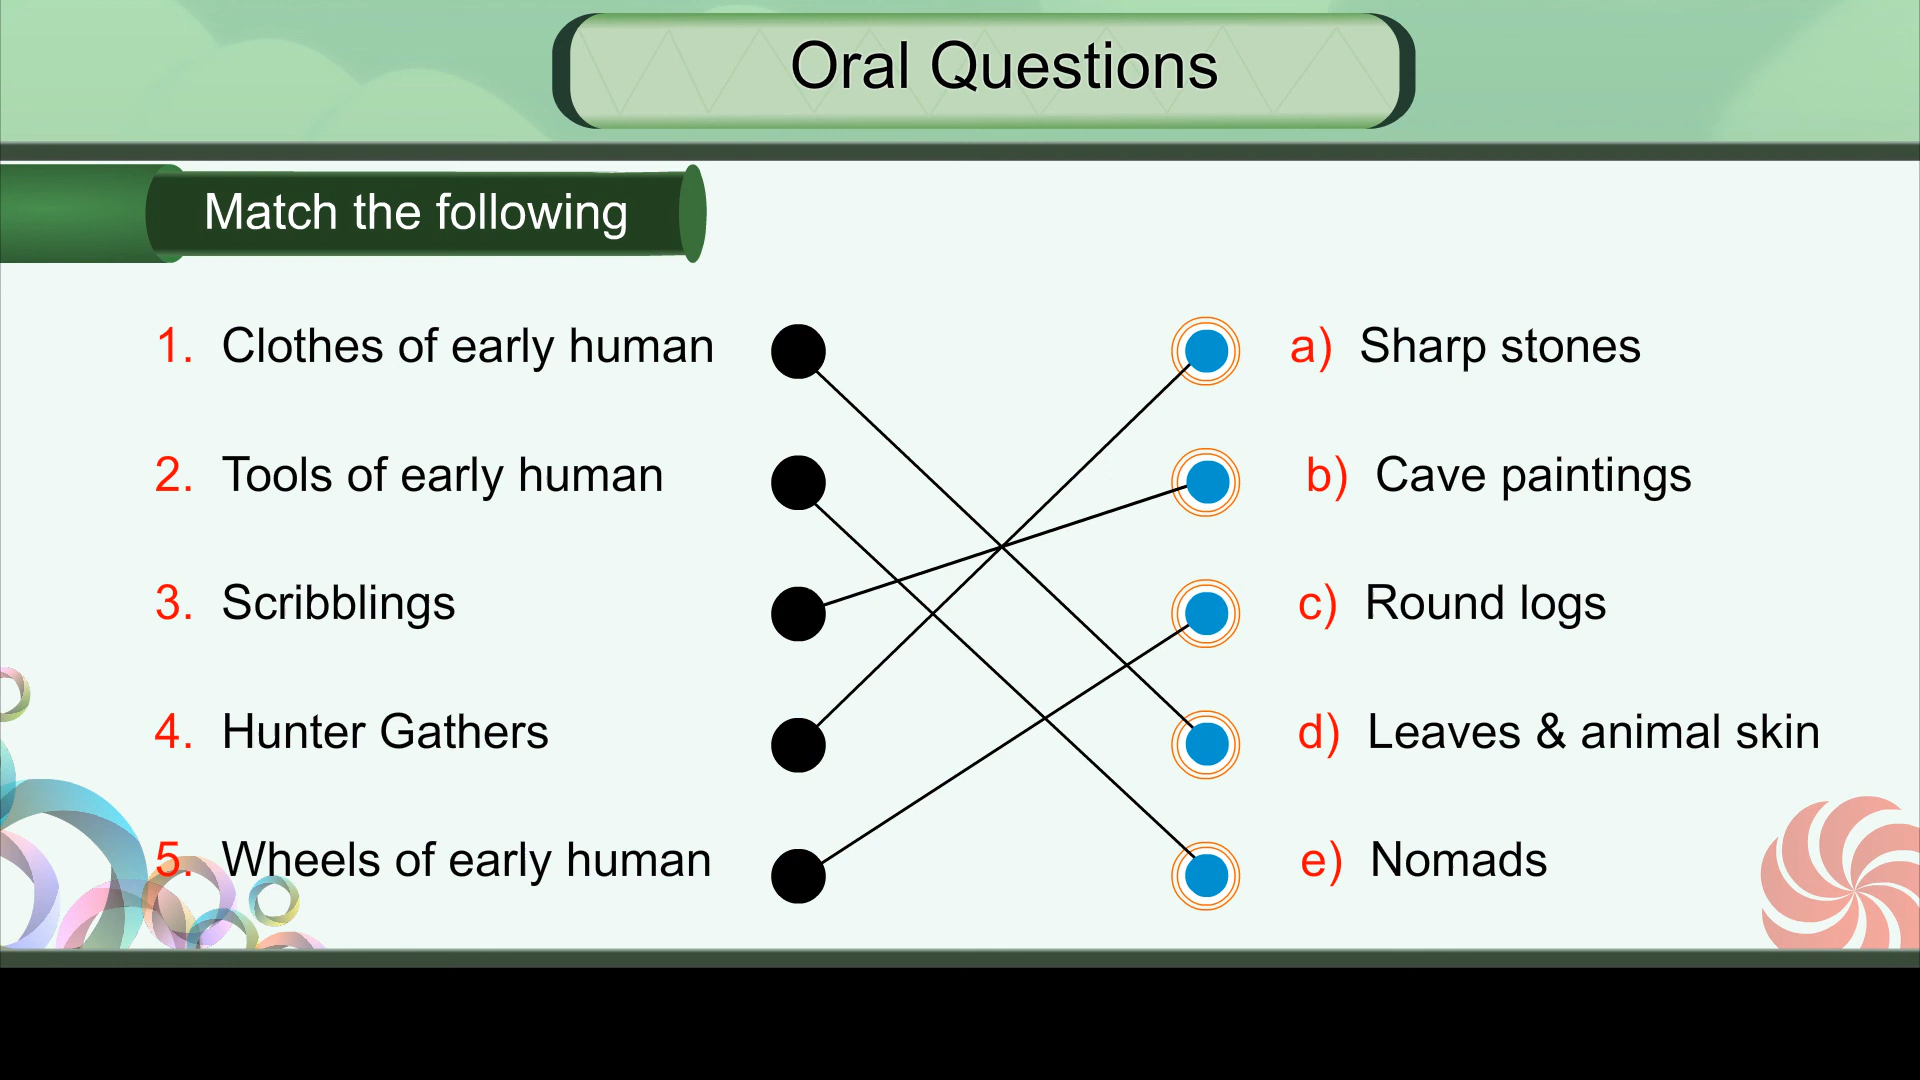 Oral Questions
Match the following
1. Clothes of early human
a) Sharp stones
2. Tools of early human
b) Cave paintings
3. Scribblings
c) Round logs
4. Hunter Gathers
d) Leaves & animal skin
5. Wheels of early human
e) Nomads